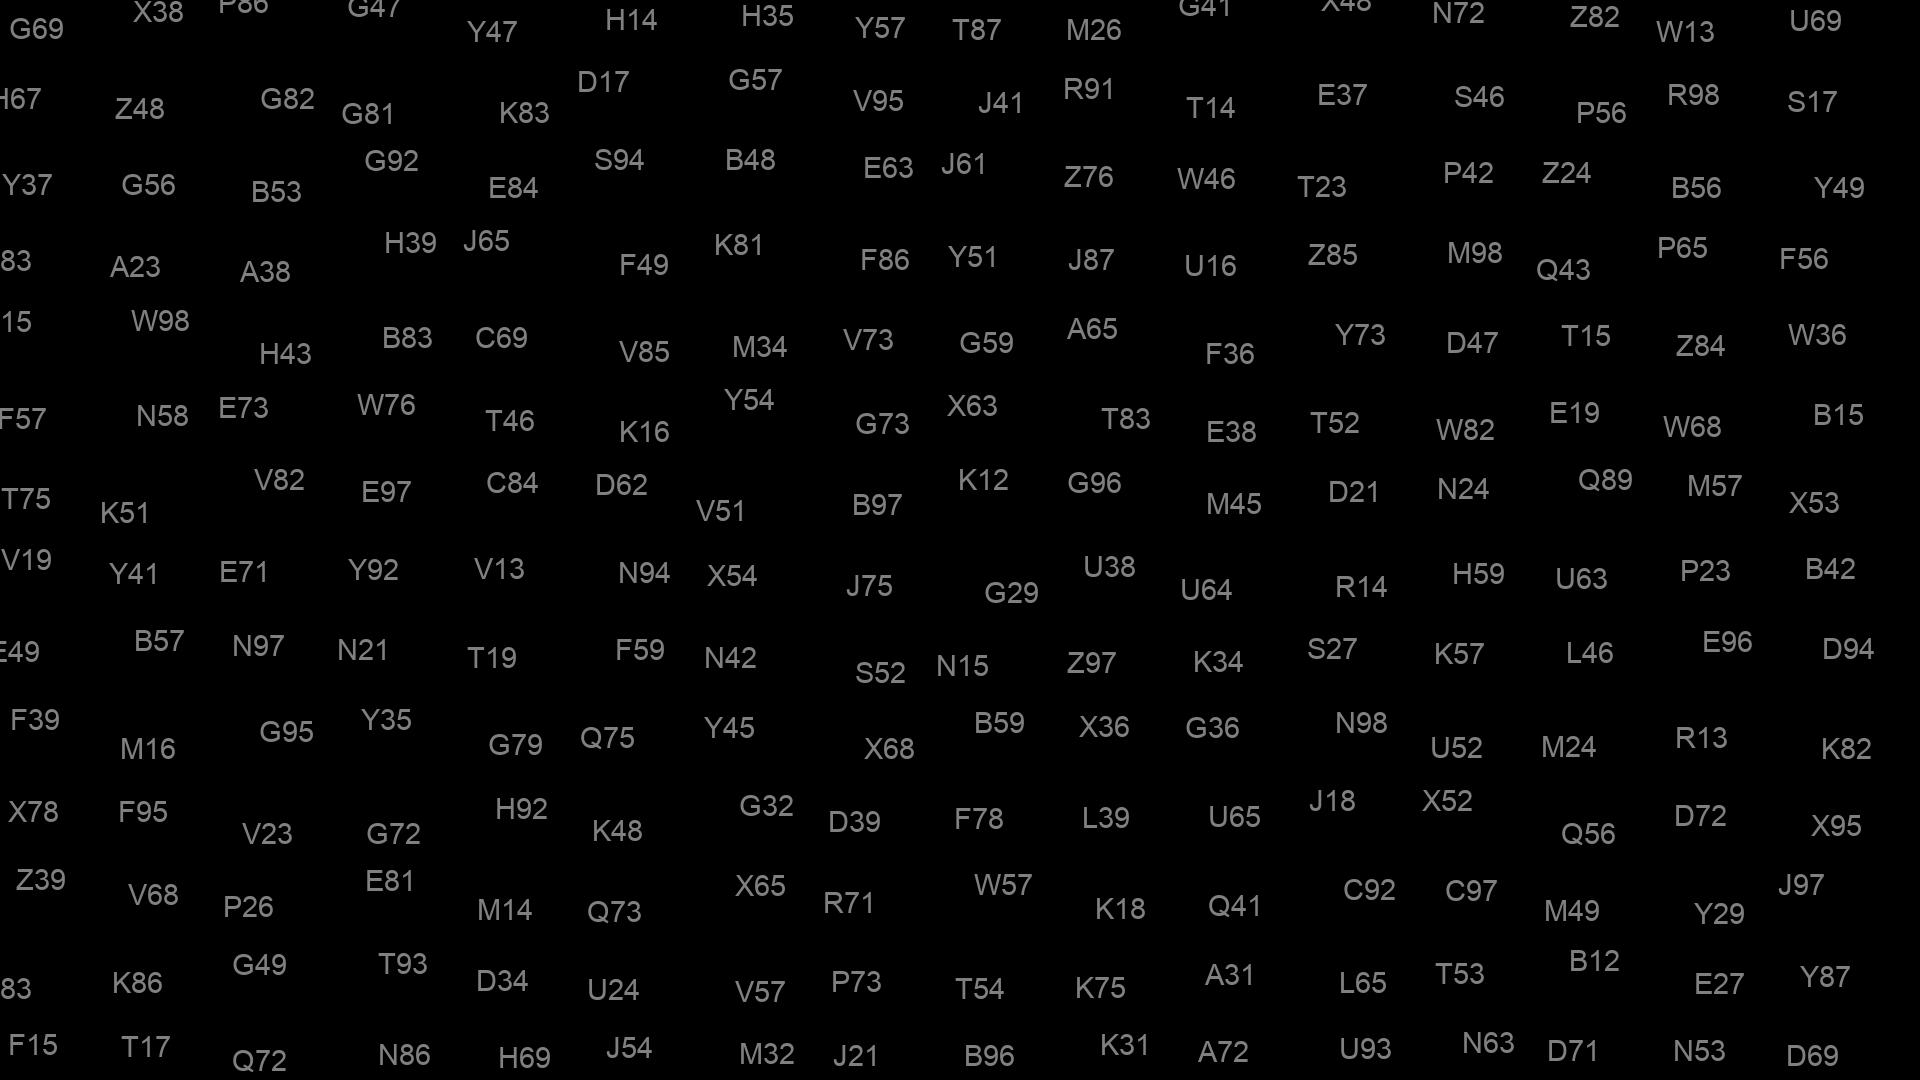 G69 X38 P86 G47 Y47 H14 H35 Y57 T87 M26 G41 X48 N72 Z82 W13 U69
H67 Z48 G82 G81 K83 D17 G57 V95 J41 R91 T14 E37 S46 P56 R98 S17
Y37 G56 B53 G92 E84 S94 B48 E63 J61 Z76 W46 T23 P42 Z24 B56 Y49
83 A23 A38 H39 J65 F49 K81 F86 Y51 J87 U16 Z85 M98 Q43 P65 F56
15 W98 H43 B83 C69 V85 M34 V73 G59 A65 F36 Y73 D47 T15 Z84 W36
F57 N58 E73 W76 T46 K16 Y54 G73 X63 T83 E38 T52 W82 E19 W68 B15
T75 K51 V82 E97 C84 D62 V51 B97 K12 G96 M45 D21 N24 Q89 M57 X53
V19 Y41 E71 Y92 V13 N94 X54 J75 G29 U38 U64 R14 H59 U63 P23 B42
E49 B57 N97 N21 T19 F59 N42 S52 N15 Z97 K34 S27 K57 L46 E96 D94
F39 M16 G95 Y35 G79 Q75 Y45 X68 B59 X36 G36 N98 U52 M24 R13 K82
X78 F95 V23 G72 H92 K48 G32 D39 F78 L39 U65 J18 X52 Q56 D72 X95
Z39 V68 P26 E81 M14 Q73 X65 R71 W57 K18 Q41 C92 C97 M49 Y29 J97
83 K86 G49 T93 D34 U24 V57 P73 T54 K75 A31 L65 T53 B12 E27 Y87
F15 T17 Q72 N86 H69 J54 M32 J21 B96 K31 A72 U93 N63 D71 N53 D69